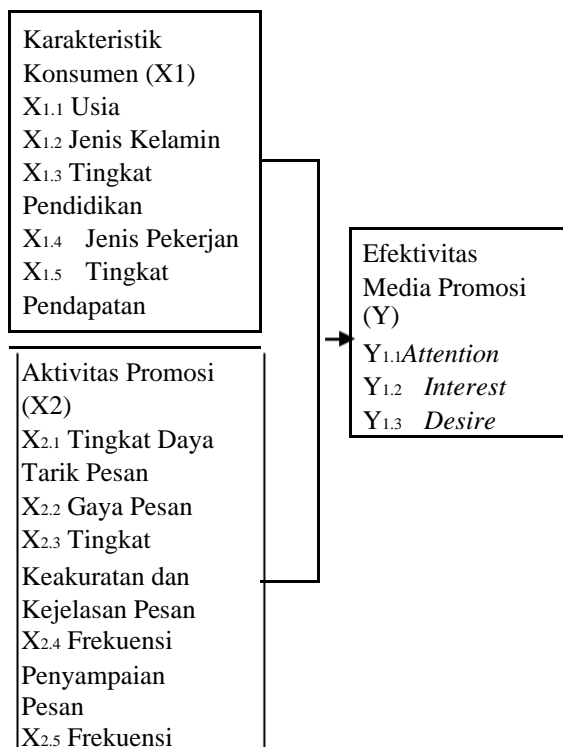 Karakteristik
Konsumen (X1)
X1.1 Usia
X1.2 Jenis Kelamin
X1.3 Tingkat
Pendidikan
X1.4 Jenis Pekerjan
X1.5 Tingkat
Pendapatan
Aktivitas Promosi
(X2)
X2.1 Tingkat Daya
Tarik Pesan
X2.2 Gaya Pesan
X2.3 Tingkat
Keakuratan dan
Kejelasan Pesan
X2.4 Frekuensi
Penyampaian
Pesan
X2.5 Frekuensi
Efektivitas
Media Promosi
(Y)
Y1.1Attention
Y1.2 Interest
Y1.3 Desire